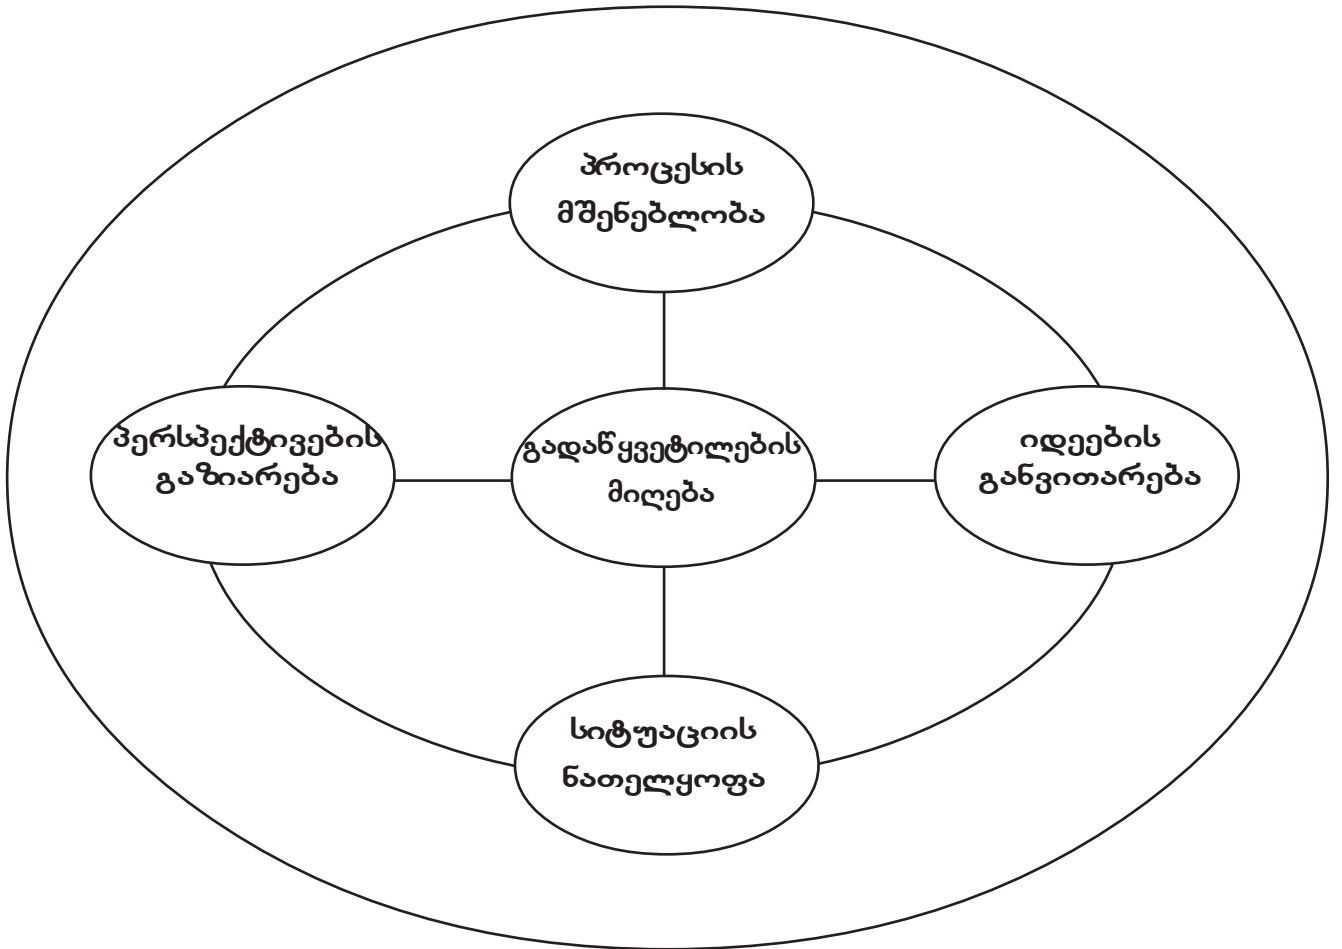 პროცესის
მშენებლობა
პერსპექტივების
გაზიარება
გადაწყვეტილების
მიღება
იდეების
განვითარება
სიტუაციის
ნათელყოფა